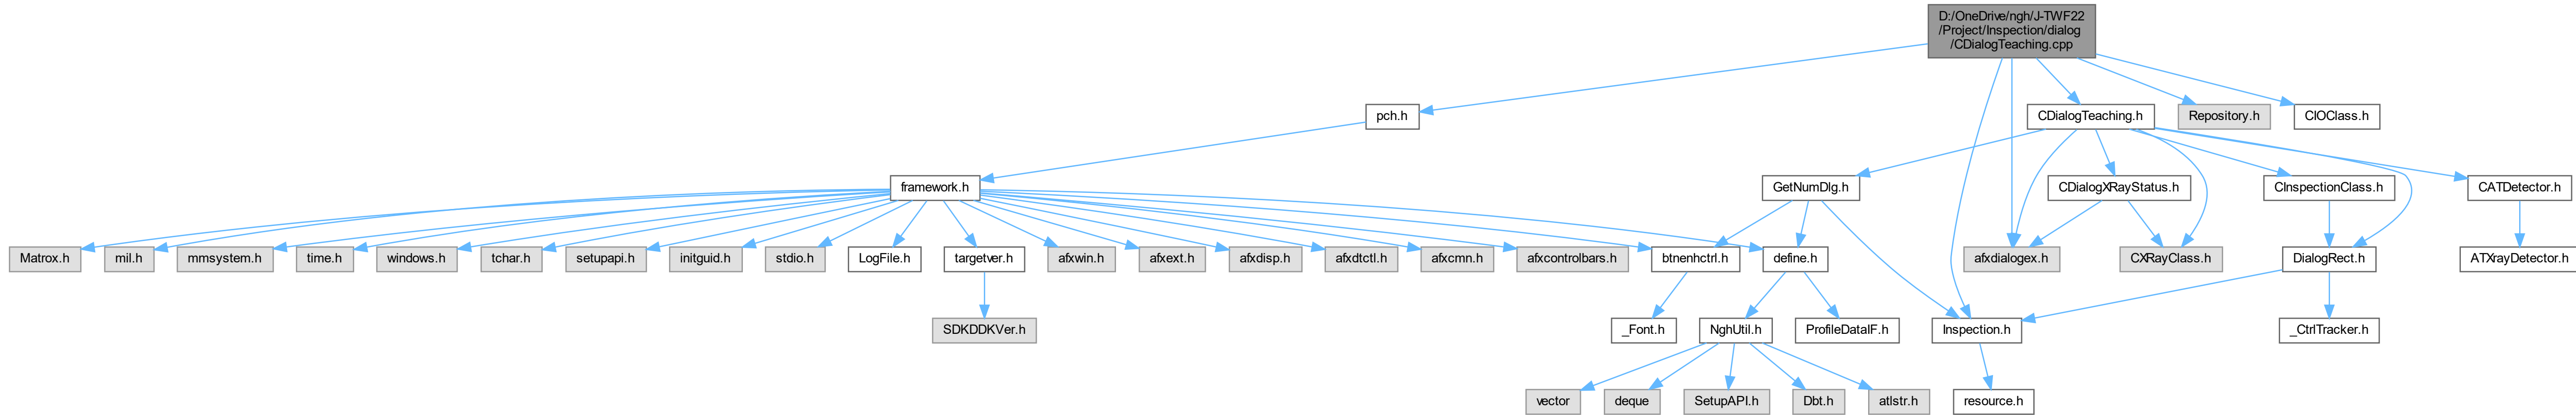 D:/OneDrive/ngh/J-TWF22
/Project/Inspection/dialog
/CDialogTeaching.cpp
pch.h
CDialogTeaching.h
Repository.h
CIOClass.h
framework.h
GetNumDlg.h
CDialogXRayStatus.h
CInspectionClass.h
CATDetector.h
Matrox.h
mil.h
mmsystem.h
time.h
windows.h
tchar.h
setupapi.h
initguid.h
stdio.h
LogFile.h
targetver.h
afxwin.h
afxext.h
afxdisp.h
afxdtctl.h
afxcmn.h
afxcontrolbars.h
btnenhctrl.h
define.h
afxdialogex.h
CXRayClass.h
DialogRect.h
ATXrayDetector.h
SDKDDKVer.h
_Font.h
NghUtil.h
ProfileDataIF.h
Inspection.h
_CtrlTracker.h
vector
deque
SetupAPI.h
Dbt.h
atlstr.h
resource.h